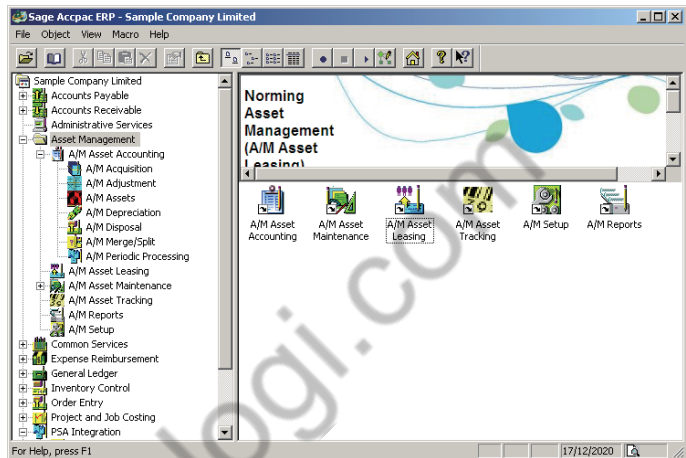 Sage Accpac ERP - Sample Company Limited
File Object View Macro Help
Sample Company Limited
Accounts Payable
Accounts Receivable
Administrative Services
Asset Management
A/M Asset Accounting
A/M Acquisition
A/M Adjustment
A/M Assets
A/M Depreciation
A/M Disposal
A/M Merge/Split
A/M Periodic Processing
A/M Asset Leasing
A/M Asset Maintenance
A/M Asset Tracking
A/M Reports
A/M Setup
Common Services
Expense Reimbursement
General Ledger
Inventory Control
Order Entry
Project and Job Costing
PSA Integration
Norming
Asset
Management
(A/M Asset
Leasing)
A/M Asset Accounting
A/M Asset Maintenance
A/M Asset Leasing
A/M Asset Tracking
A/M Setup
A/M Reports
For Help, press F1
17/12/2020
logi.com